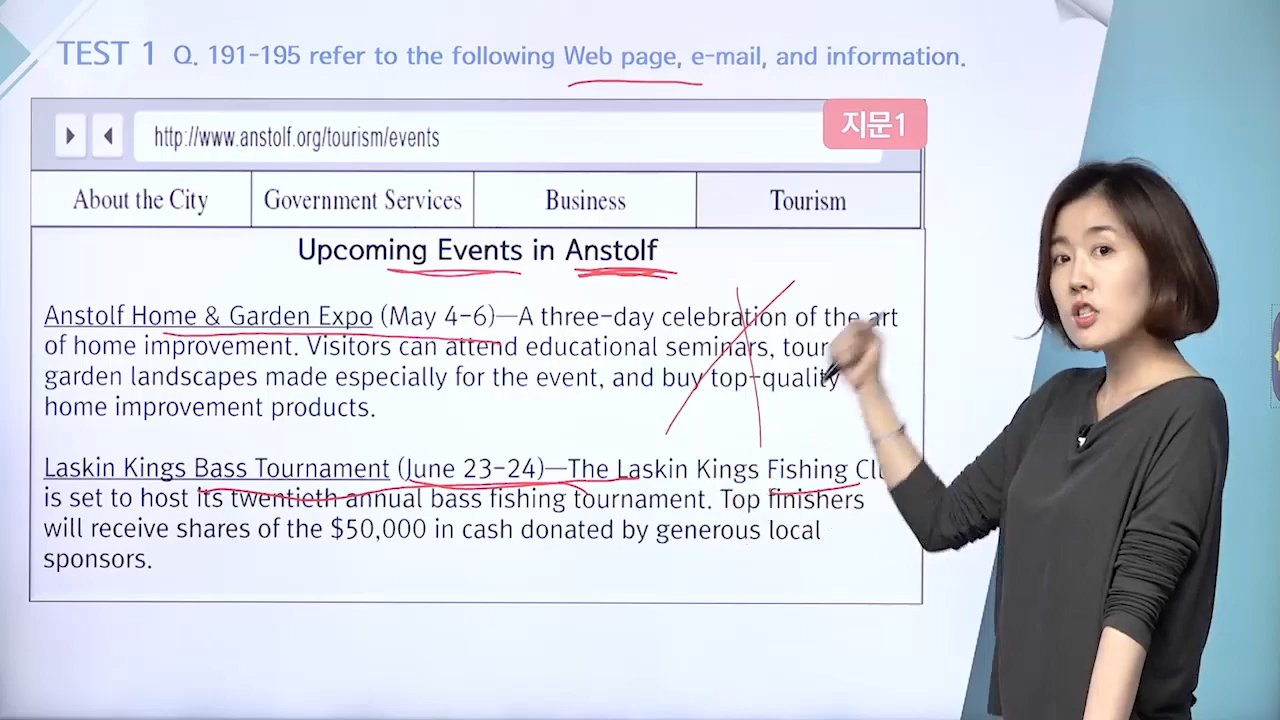 TEST 1 Q. 191-195 refer to the following Web page, e-mail, and information.
지문1
http://www.anstolf.org/tourism/events
About the City Government Services Business Tourism
Upcoming Events in Anstolf
Anstolf Home & Garden Expo (May 4-6)—A three-day celebration of the art
of home improvement. Visitors can attend educational seminars,
garden landscapes made especially for the event, and buy top-quality
home improvement products.
Laskin Kings Bass Tournament (June 23-24)—The Laskin Kings Fishing
is set to host its twentieth annual bass fishing tournament. Top finishers
will receive shares of the $50,000 in cash donated by generous local
sponsors.